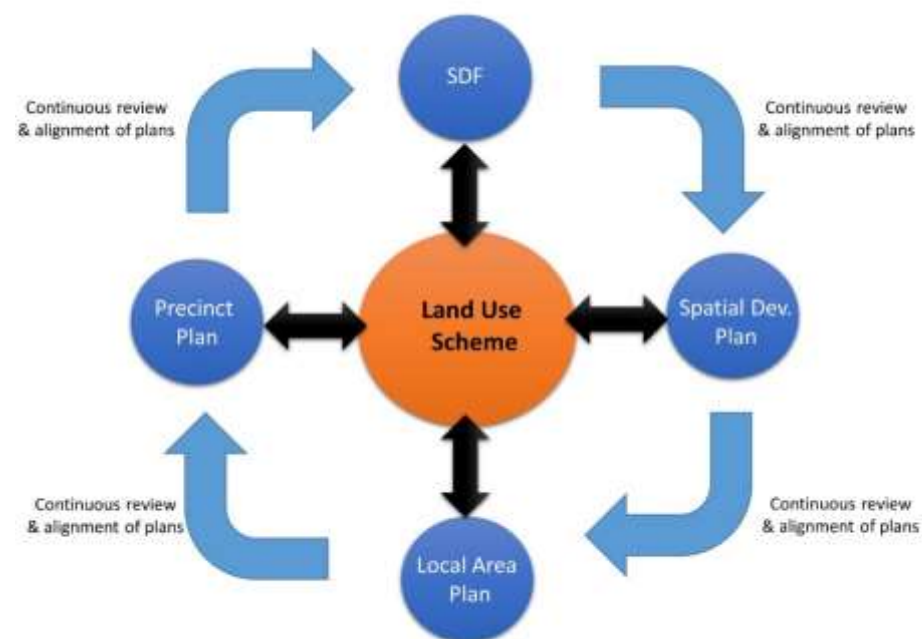 SDF
Continuous review
& alignment of plans
Continuous review
& alignment of plans
Precinct
Plan
Land Use
Scheme
Spatial Dev.
Plan
Continuous review
& alignment of plans
Continuous review
& alignment of plans
Local Area
Plan